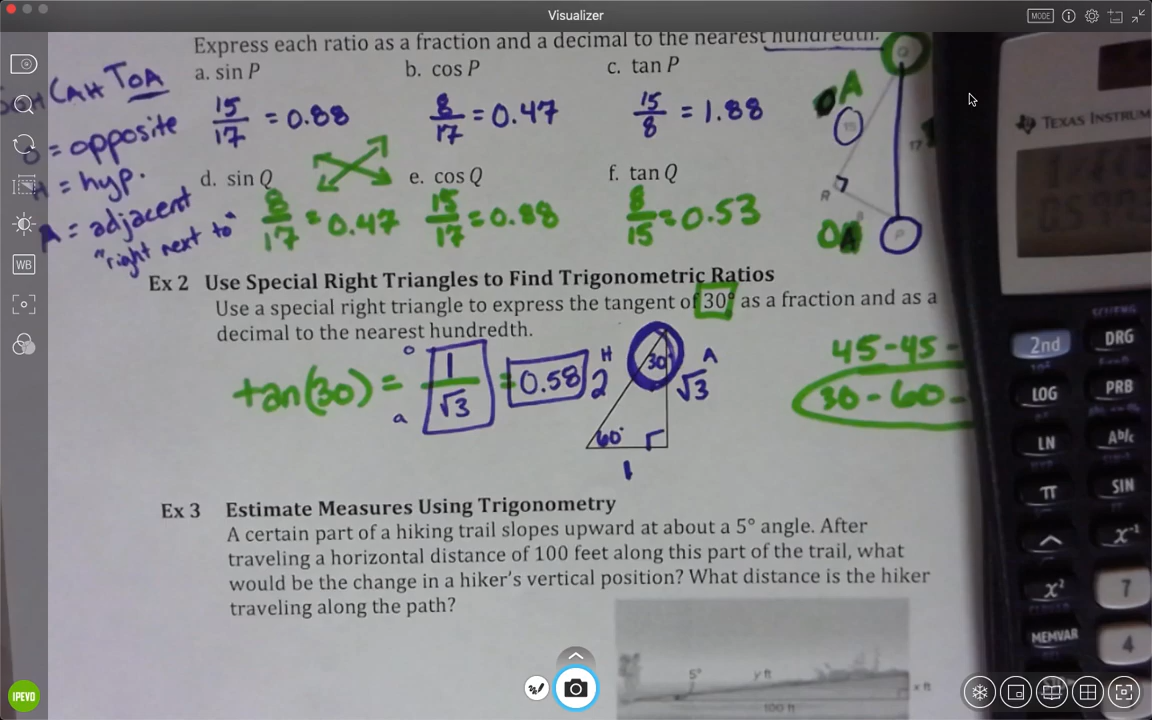 Visualizer
MODE
Express each ratio as a fraction and a decimal to the nearest hundredth.
a. sin P b. cos P c. tan P
CAH TOA
15/17 = 0.88 8/17 = 0.47 15/8 = 1.88
A
O = opposite
17
= hyp.
d. sin Q e. cos Q f. tan Q
R
A = adjacent
"right next to"
8/17 = 0.47 15/17 = 0.88 8/15 = 0.53
OA P
Ex 2 Use Special Right Triangles to Find Trigonometric Ratios
Use a special right triangle to express the tangent of 30° as a fraction and as a
decimal to the nearest hundredth.
tan(30) = o/a 1/√3 = 0.58
H 2 30° A √3
60°
1
45-45-
30-60-
Ex 3 Estimate Measures Using Trigonometry
A certain part of a hiking trail slopes upward at about a 5° angle. After
traveling a horizontal distance of 100 feet along this part of the trail, what
would be the change in a hiker's vertical position? What distance is the hiker
traveling along the path?
5° y ft
x ft
100 ft
TEXAS INSTRUM
2nd DRG
LOG PRB
LN Ab/c
π SIN
^ x⁻¹
x² 7
MEMVAR 4
WB
IPEVO